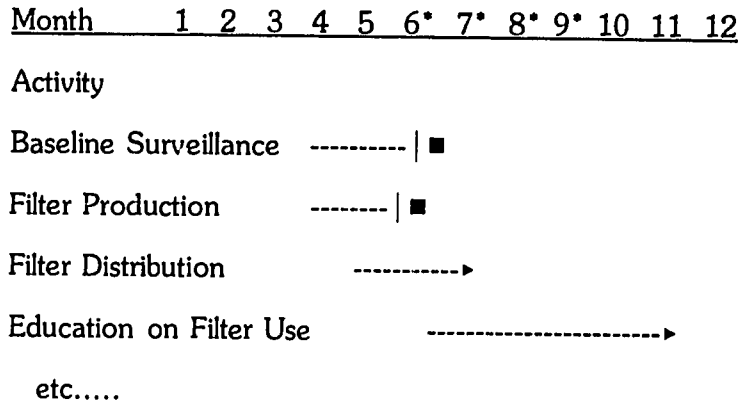 Month 1 2 3 4 5 6* 7* 8* 9* 10 11 12
Activity
Baseline Surveillance ----------|■
Filter Production --------|■
Filter Distribution -----------▸
Education on Filter Use ------------------------▸
etc.....